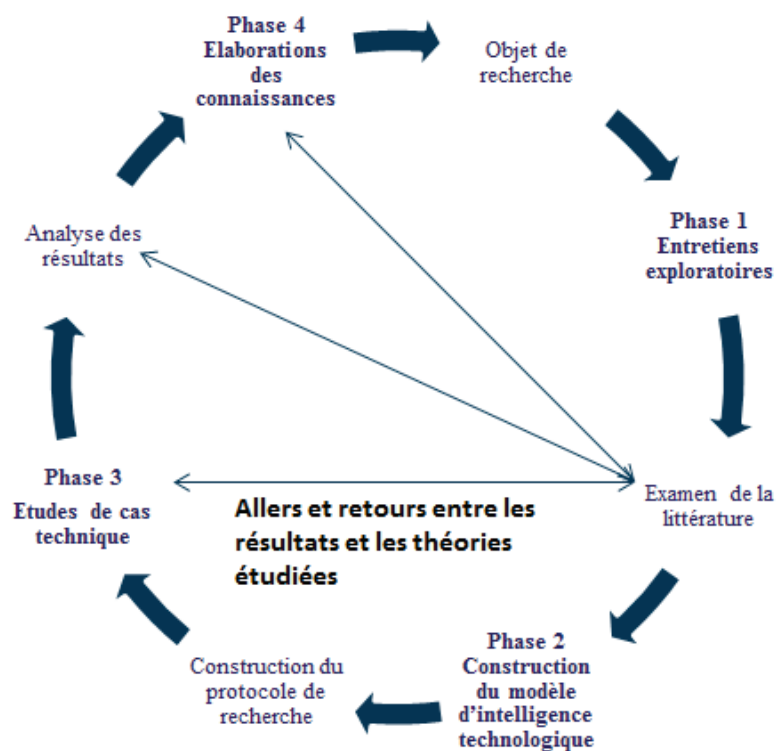 Phase 4
Elaborations
des
connaissances
Objet de
recherche
Phase 1
Entretiens
exploratoires
Examen de la
littérature
Phase 2
Construction
du modèle
d'intelligence
technologique
Construction du
protocole de
recherche
Phase 3
Etudes de cas
technique
Analyse des
résultats
Allers et retours entre les
résultats et les théories
étudiées